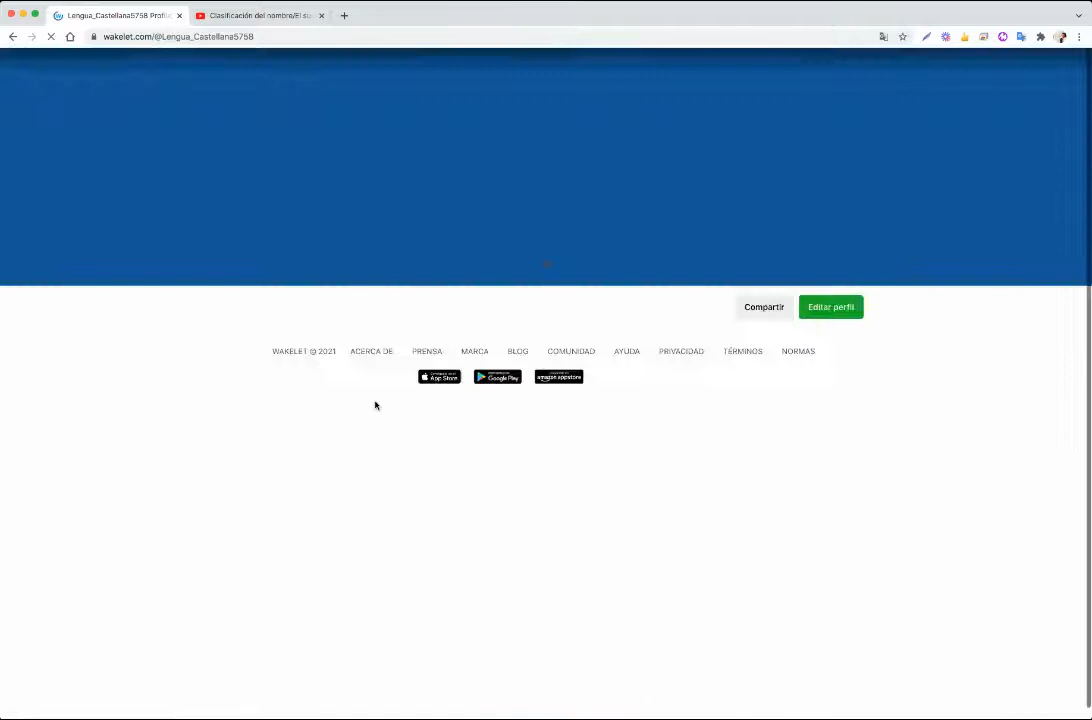 Lengua_Castellana5758 Profile
Clasificación del nombre/El su
wakelet.com/@Lengua_Castellana5758
Compartir
Editar perfil
WAKELET © 2021 ACERCA DE PRENSA MARCA BLOG COMUNIDAD AYUDA PRIVACIDAD TÉRMINOS NORMAS
App Store Google Play amazon appstore